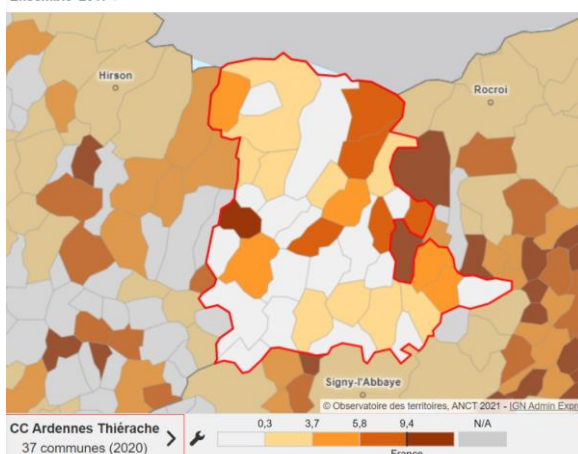 Hirson
Rocroi
Signy-l'Abbaye
© Observatoire des territoires, ANCT 2021 - IGN Admin Expre
CC Ardennes Thiérache
37 communes (2020)
0,3 3,7 5,8 9,4 N/A
France